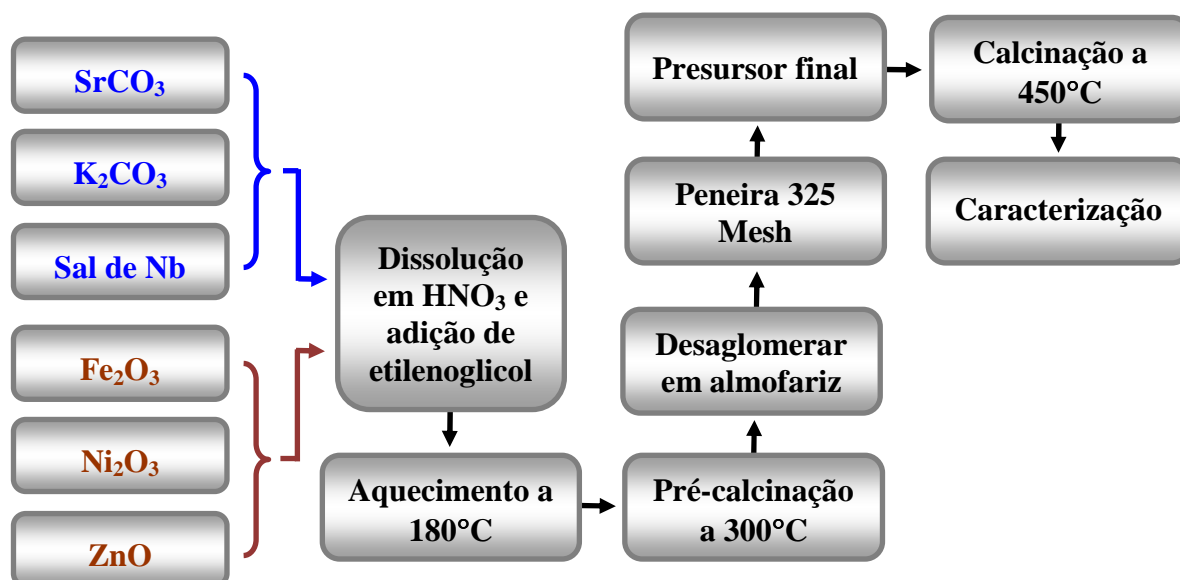 SrCO₃
K₂CO₃
Sal de Nb
Fe₂O₃
Ni₂O₃
ZnO
Dissolução
em HNO₃ e
adição de
etilenoglicol
Aquecimento a
180°C
Pré-calcinação
a 300°C
Desaglomerar
em almofariz
Peneira 325
Mesh
Presursor final
Calcinação a
450°C
Caracterização